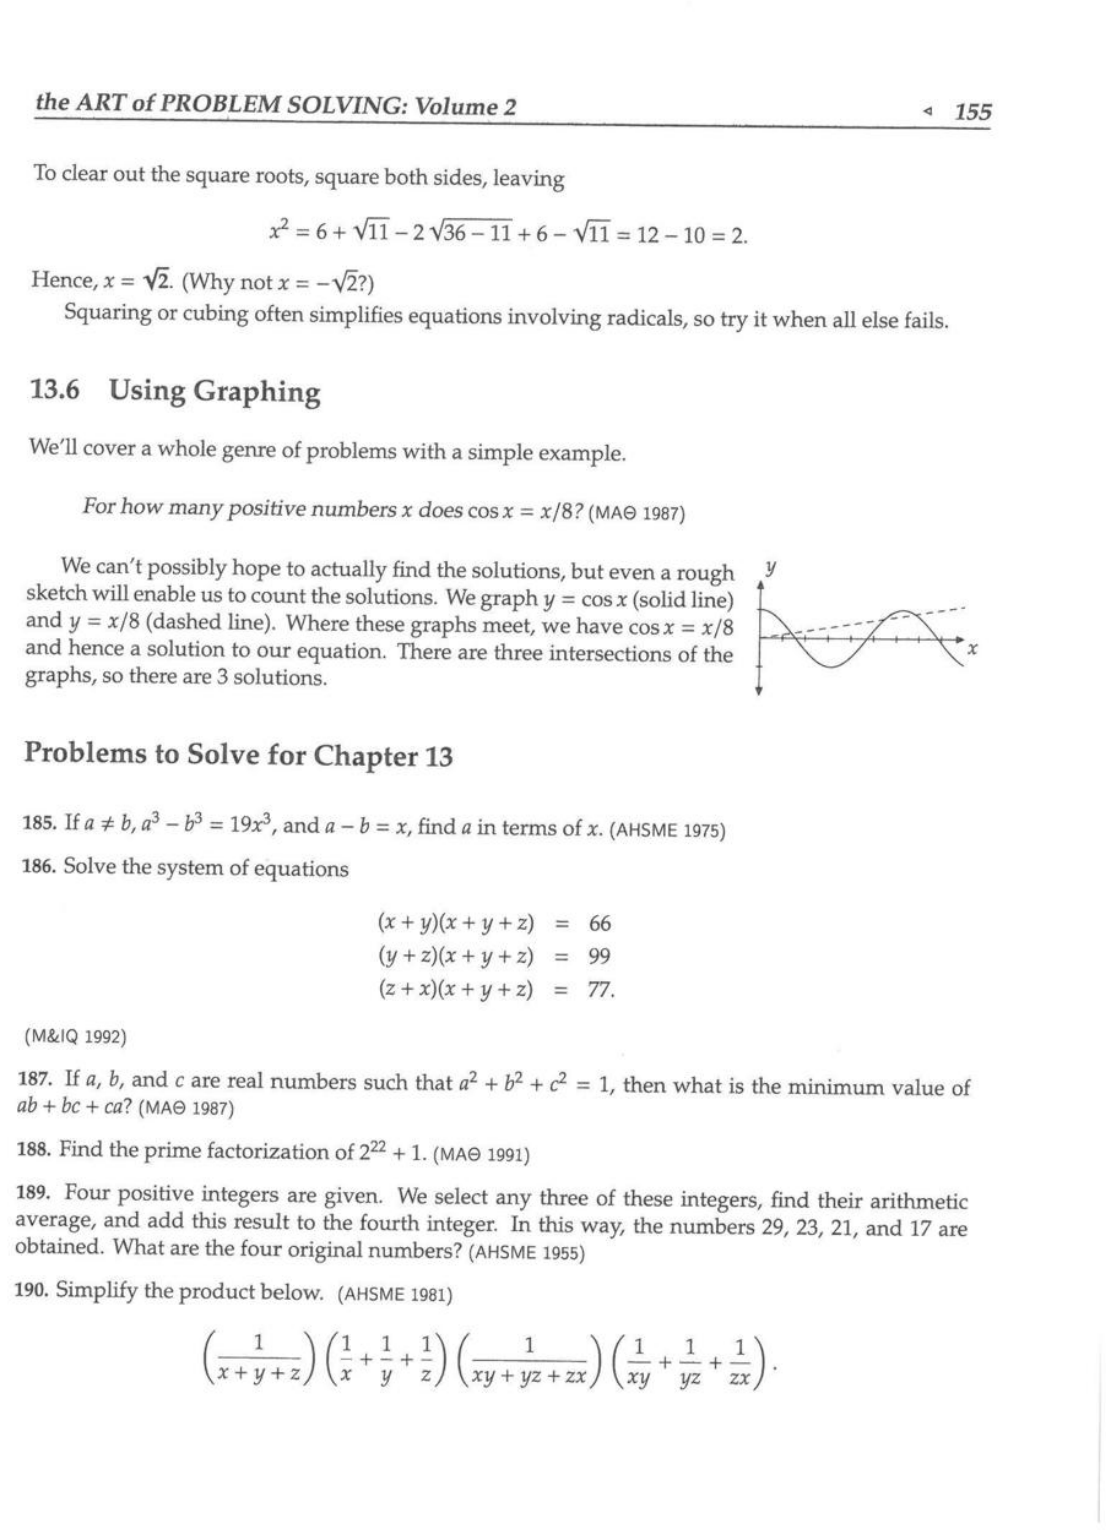 the ART of PROBLEM SOLVING: Volume 2 ◁ 155
To clear out the square roots, square both sides, leaving
x² = 6 + √11 − 2 √(36 − 11) + 6 − √11 = 12 − 10 = 2.
Hence, x = √2. (Why not x = −√2?)
Squaring or cubing often simplifies equations involving radicals, so try it when all else fails.
13.6 Using Graphing
We'll cover a whole genre of problems with a simple example.
For how many positive numbers x does cos x = x/8? (MAΘ 1987)
We can't possibly hope to actually find the solutions, but even a rough
sketch will enable us to count the solutions. We graph y = cos x (solid line)
and y = x/8 (dashed line). Where these graphs meet, we have cos x = x/8
and hence a solution to our equation. There are three intersections of the
graphs, so there are 3 solutions.
y
x
Problems to Solve for Chapter 13
185. If a ≠ b, a³ − b³ = 19x³, and a − b = x, find a in terms of x. (AHSME 1975)
186. Solve the system of equations
(x + y)(x + y + z) = 66
(y + z)(x + y + z) = 99
(z + x)(x + y + z) = 77.
(M&IQ 1992)
187. If a, b, and c are real numbers such that a² + b² + c² = 1, then what is the minimum value of
ab + bc + ca? (MAΘ 1987)
188. Find the prime factorization of 2²² + 1. (MAΘ 1991)
189. Four positive integers are given. We select any three of these integers, find their arithmetic
average, and add this result to the fourth integer. In this way, the numbers 29, 23, 21, and 17 are
obtained. What are the four original numbers? (AHSME 1955)
190. Simplify the product below. (AHSME 1981)
(1/(x + y + z)) (1/x + 1/y + 1/z) (1/(xy + yz + zx)) (1/xy + 1/yz + 1/zx).